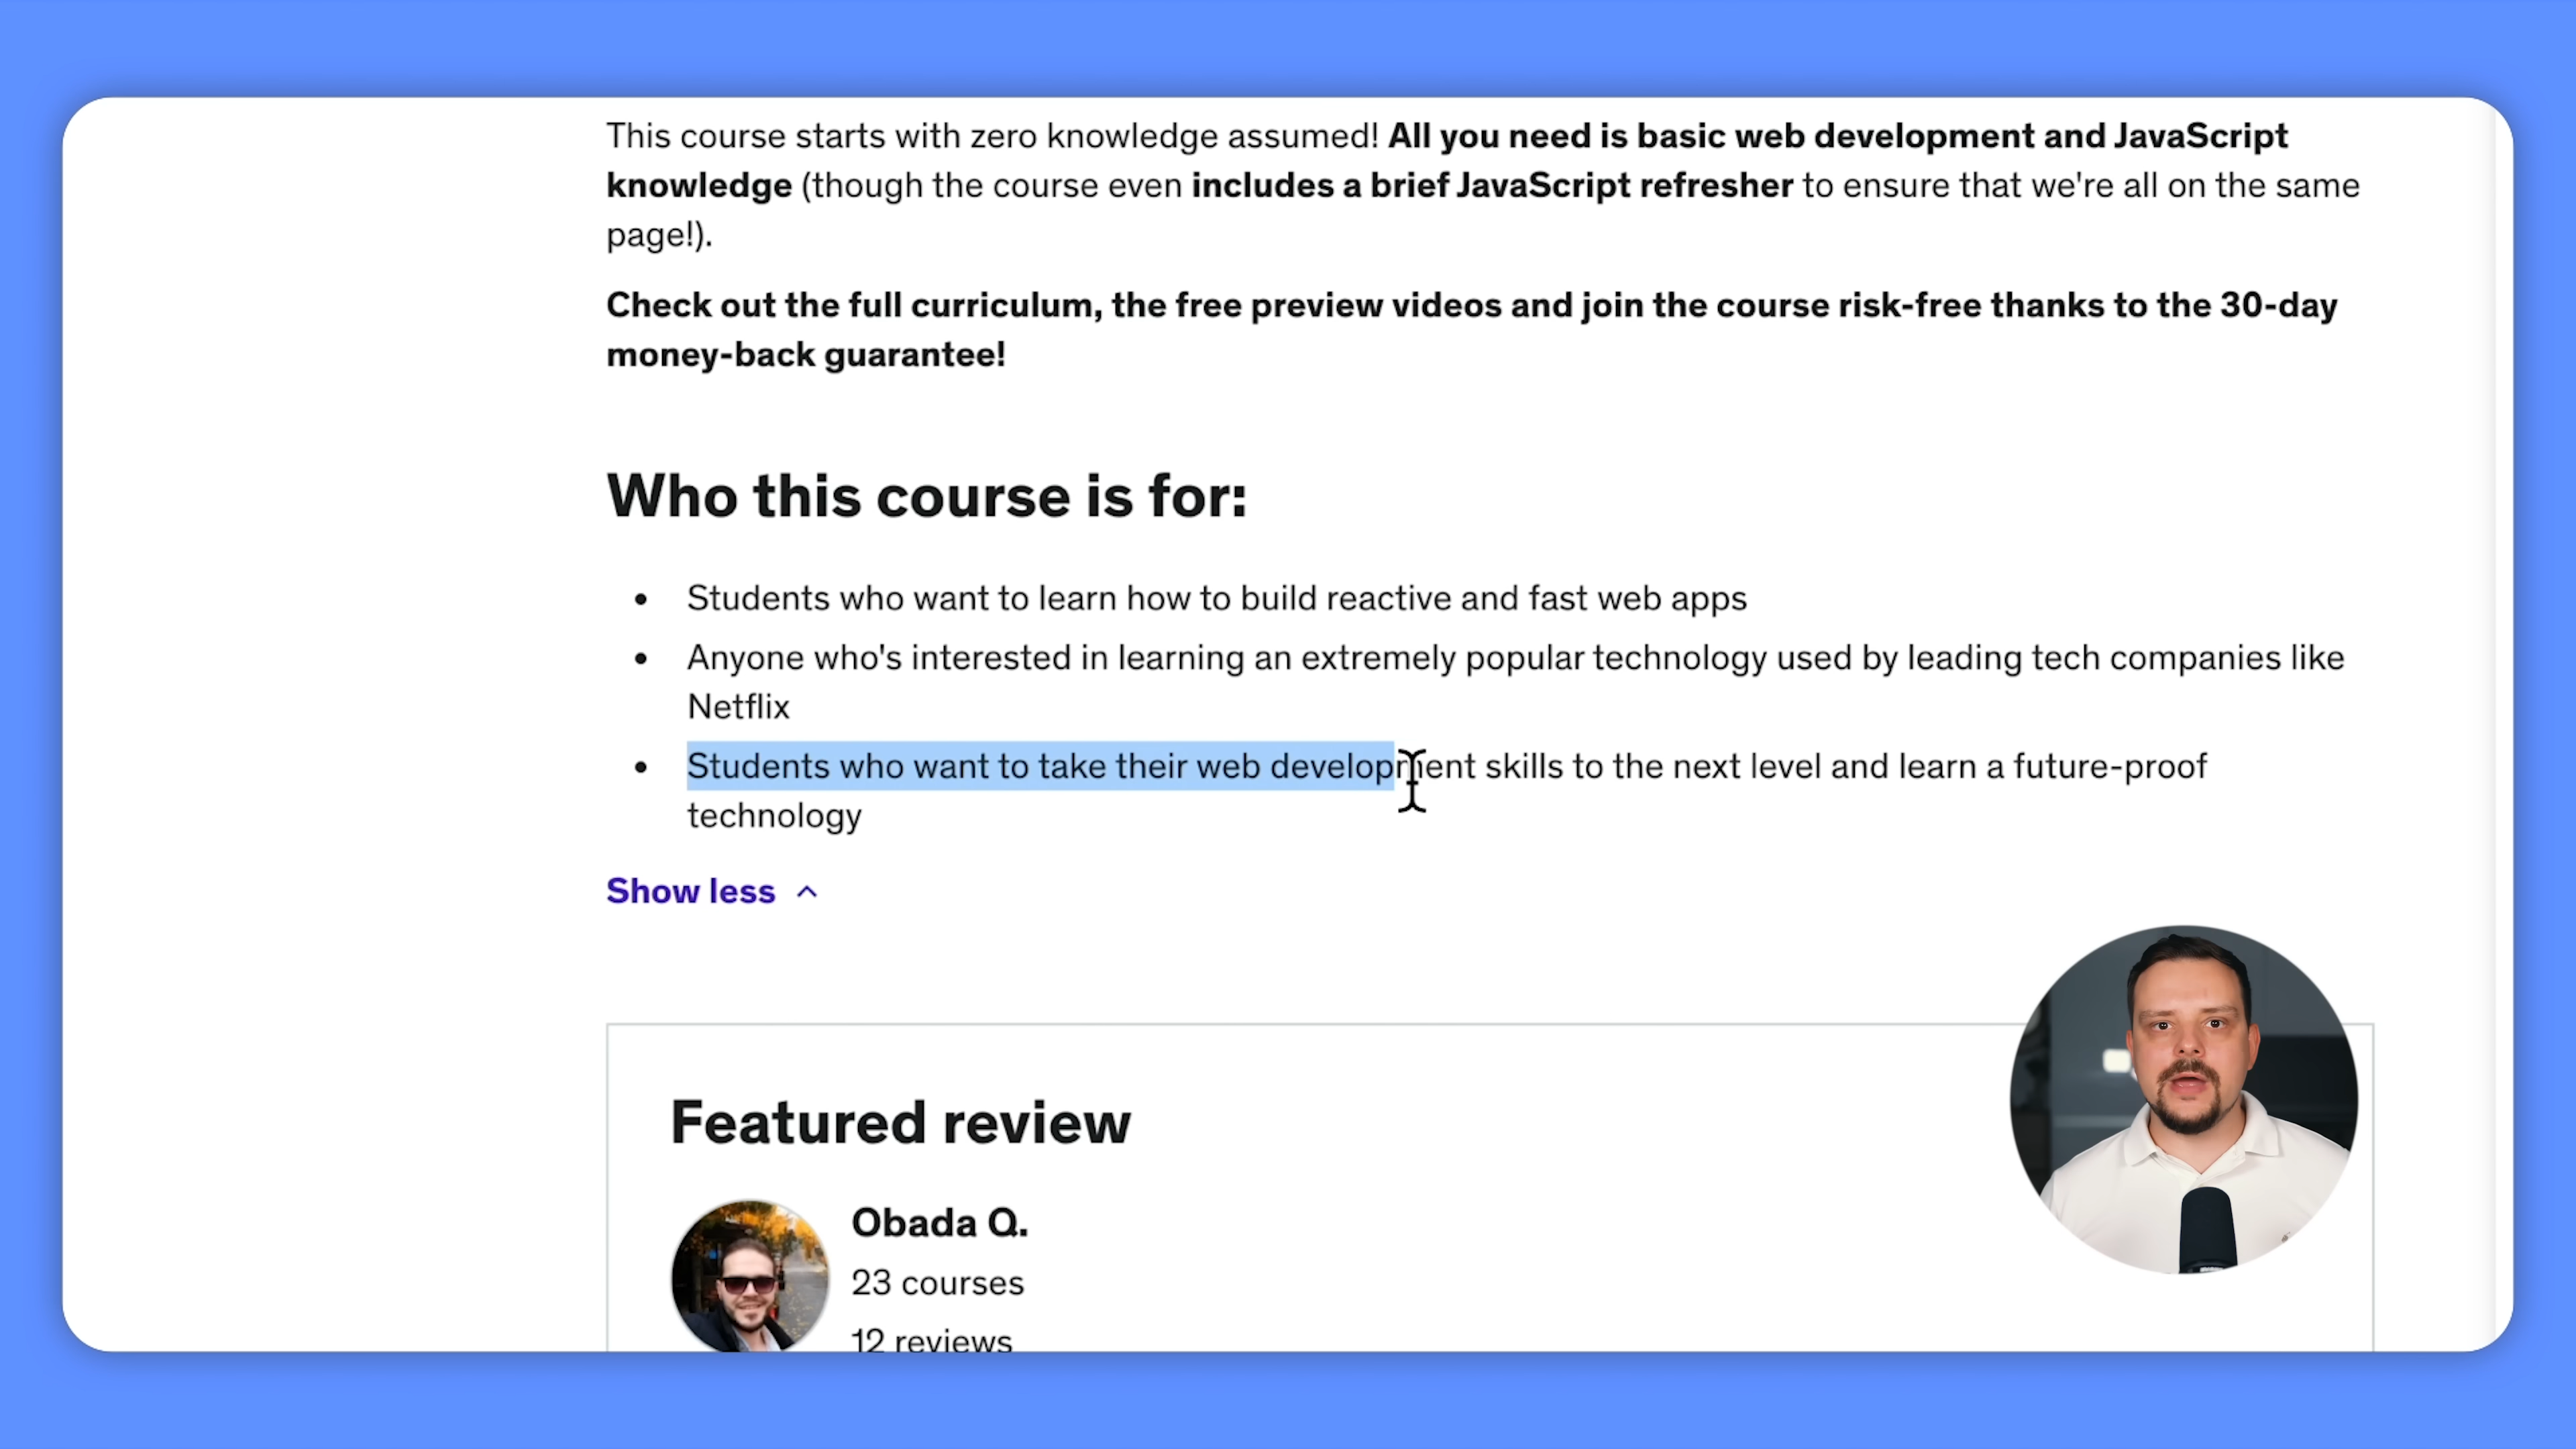 This course starts with zero knowledge assumed! All you need is basic web development and JavaScript
knowledge (though the course even includes a brief JavaScript refresher to ensure that we're all on the same
page!).
Check out the full curriculum, the free preview videos and join the course risk-free thanks to the 30-day
money-back guarantee!
Who this course is for:
Students who want to learn how to build reactive and fast web apps
Anyone who's interested in learning an extremely popular technology used by leading tech companies like
Netflix
Students who want to take their web development skills to the next level and learn a future-proof
technology
Show less
Featured review
Obada Q.
23 courses
12 reviews